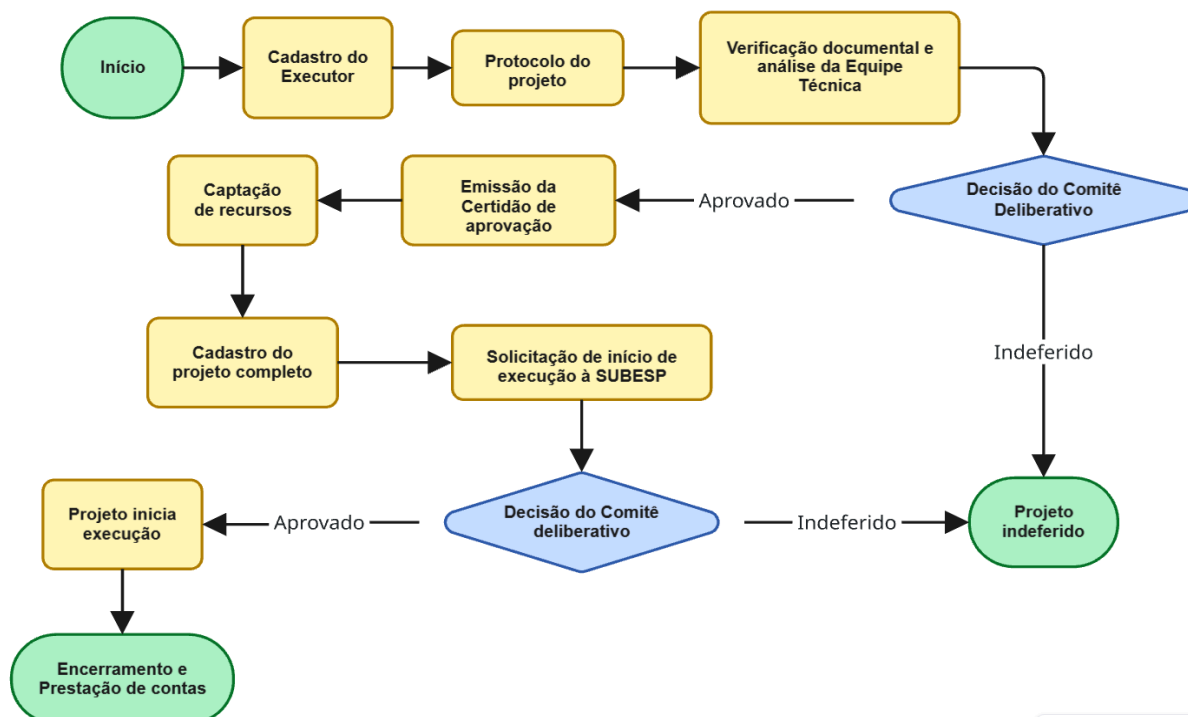 Início
Cadastro do
Executor
Protocolo do
projeto
Verificação documental e
análise da Equipe
Técnica
Decisão do Comitê
Deliberativo
Aprovado
Emissão da
Certidão de
aprovação
Captação
de recursos
Indeferido
Cadastro do
projeto completo
Solicitação de início de
execução à SUBESP
Decisão do Comitê
deliberativo
Aprovado
Indeferido
Projeto
indeferido
Projeto inicia
execução
Encerramento e
Prestação de contas